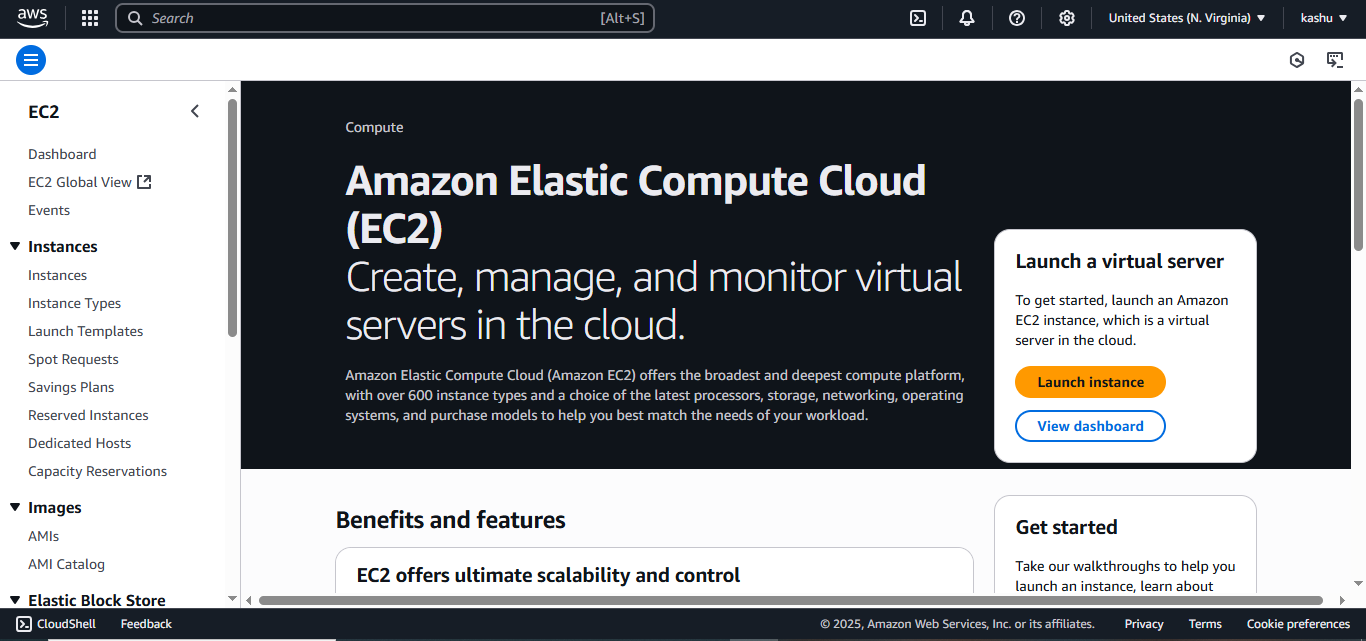 aws
Search
[Alt+S]
United States (N. Virginia)
kashu
EC2
Dashboard
EC2 Global View
Events
Instances
Instances
Instance Types
Launch Templates
Spot Requests
Savings Plans
Reserved Instances
Dedicated Hosts
Capacity Reservations
Images
AMIs
AMI Catalog
Elastic Block Store
Compute
Amazon Elastic Compute Cloud
(EC2)
Create, manage, and monitor virtual
servers in the cloud.
Amazon Elastic Compute Cloud (Amazon EC2) offers the broadest and deepest compute platform,
with over 600 instance types and a choice of the latest processors, storage, networking, operating
systems, and purchase models to help you best match the needs of your workload.
Launch a virtual server
To get started, launch an Amazon
EC2 instance, which is a virtual
server in the cloud.
Launch instance
View dashboard
Benefits and features
EC2 offers ultimate scalability and control
Get started
Take our walkthroughs to help you
launch an instance, learn about
CloudShell
Feedback
© 2025, Amazon Web Services, Inc. or its affiliates.
Privacy
Terms
Cookie preferences